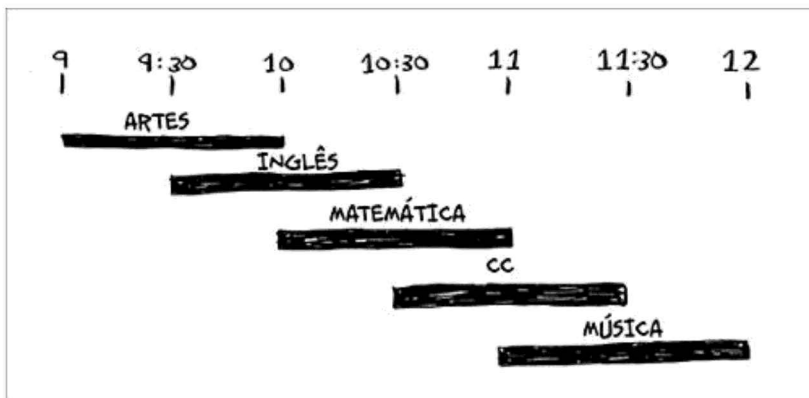 9 9:30 10 10:30 11 11:30 12
ARTES
INGLÊS
MATEMÁTICA
CC
MÚSICA